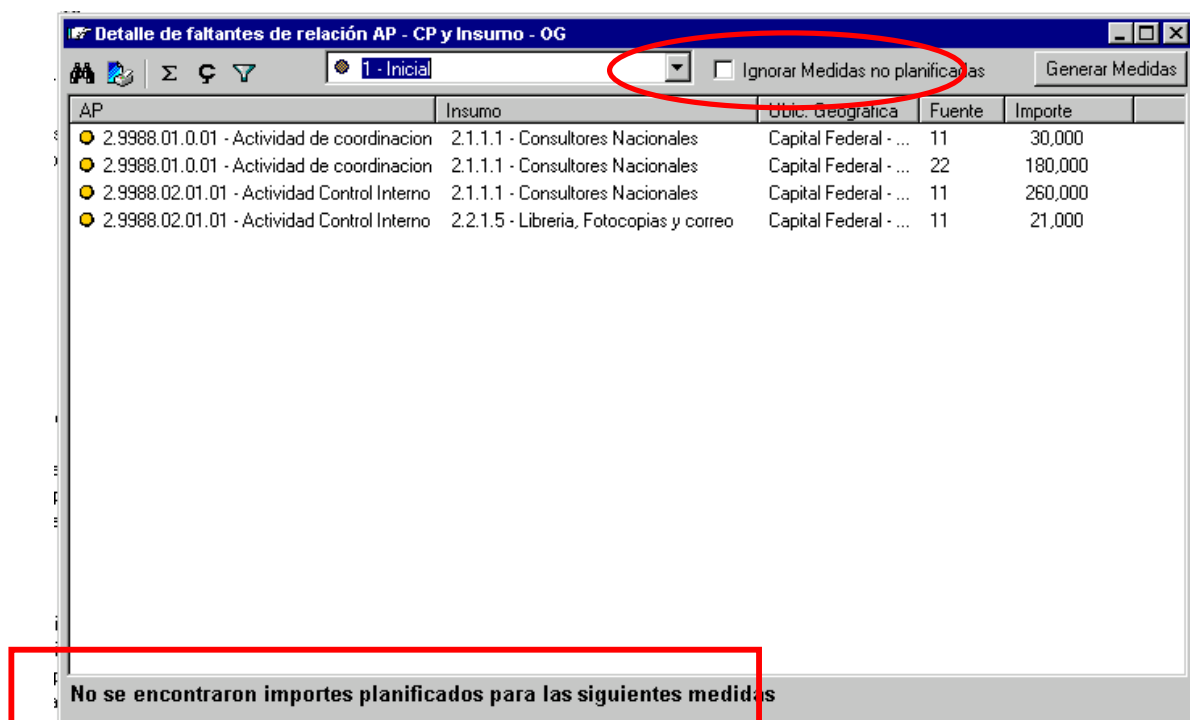 Detalle de faltantes de relación AP - CP y Insumo - OG
Σ Ç 1 - Inicial Ignorar Medidas no planificadas Generar Medidas
AP Insumo Ubic. Geográfica Fuente Importe
2.9988.01.0.01 - Actividad de coordinacion 2.1.1.1 - Consultores Nacionales Capital Federal - ... 11 30,000
2.9988.01.0.01 - Actividad de coordinacion 2.1.1.1 - Consultores Nacionales Capital Federal - ... 22 180,000
2.9988.02.01.01 - Actividad Control Interno 2.1.1.1 - Consultores Nacionales Capital Federal - ... 11 260,000
2.9988.02.01.01 - Actividad Control Interno 2.2.1.5 - Libreria, Fotocopias y correo Capital Federal - ... 11 21,000
No se encontraron importes planificados para las siguientes medidas